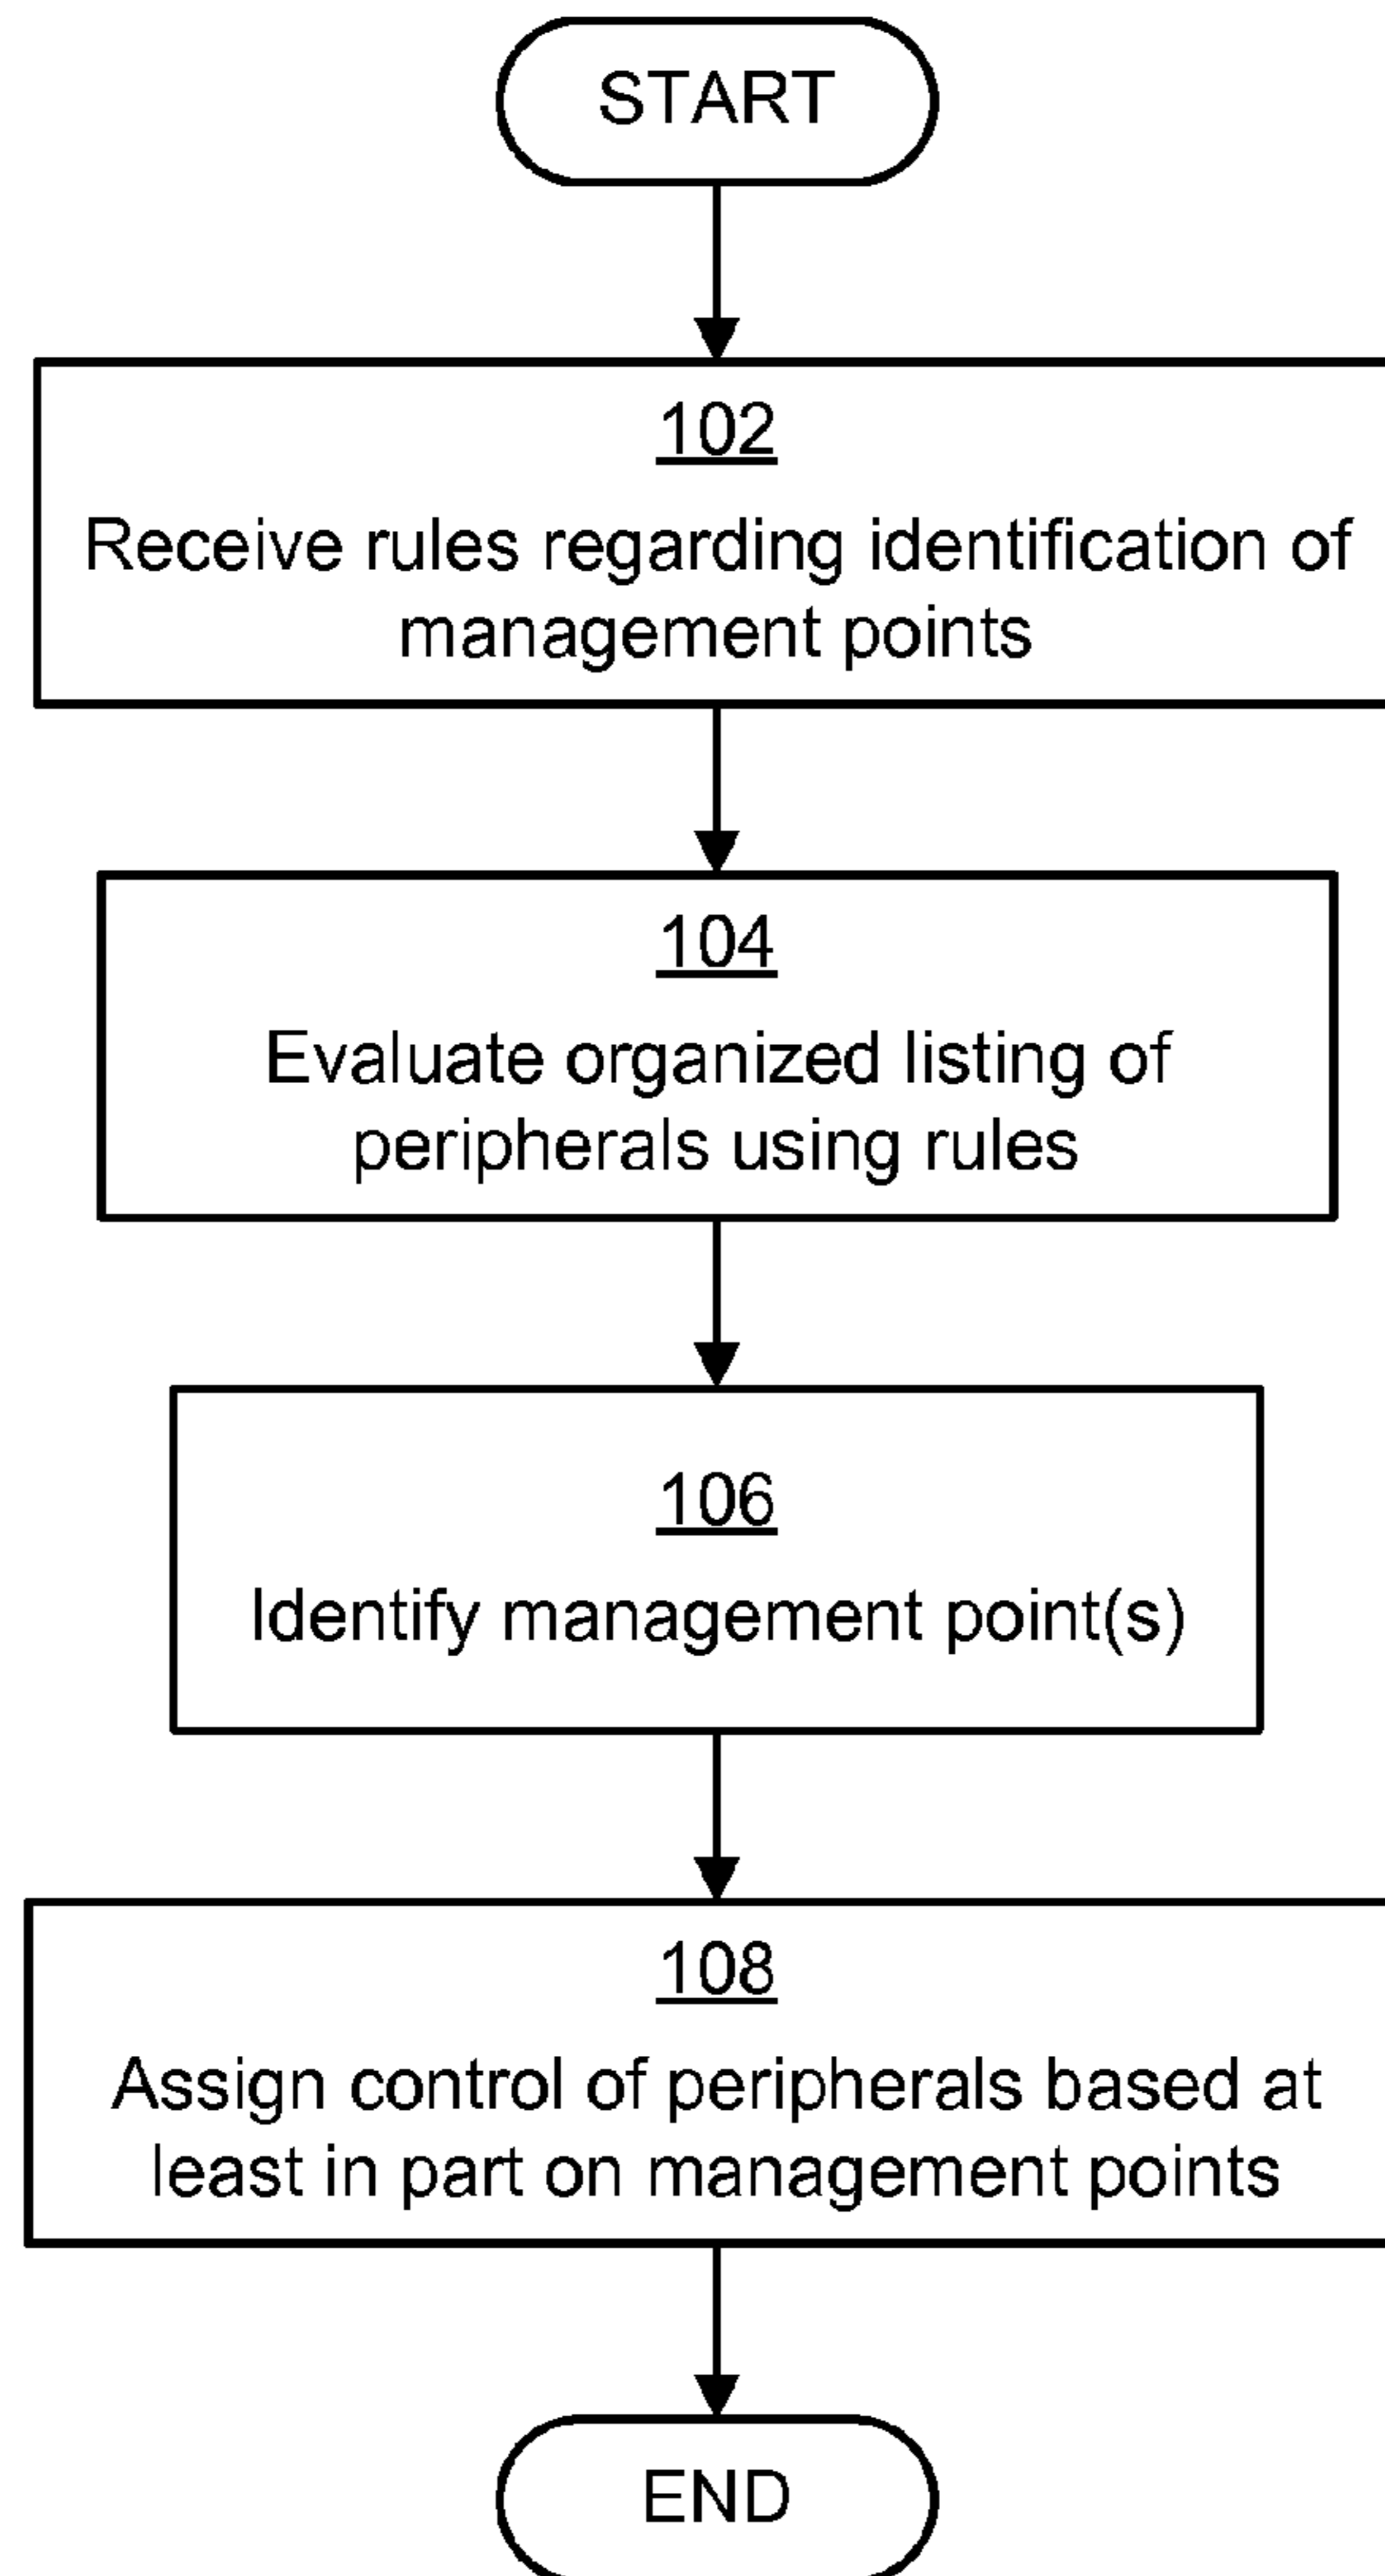 START
102
Receive rules regarding identification of
management points
104
Evaluate organized listing of
peripherals using rules
106
Identify management point(s)
108
Assign control of peripherals based at
least in part on management points
END